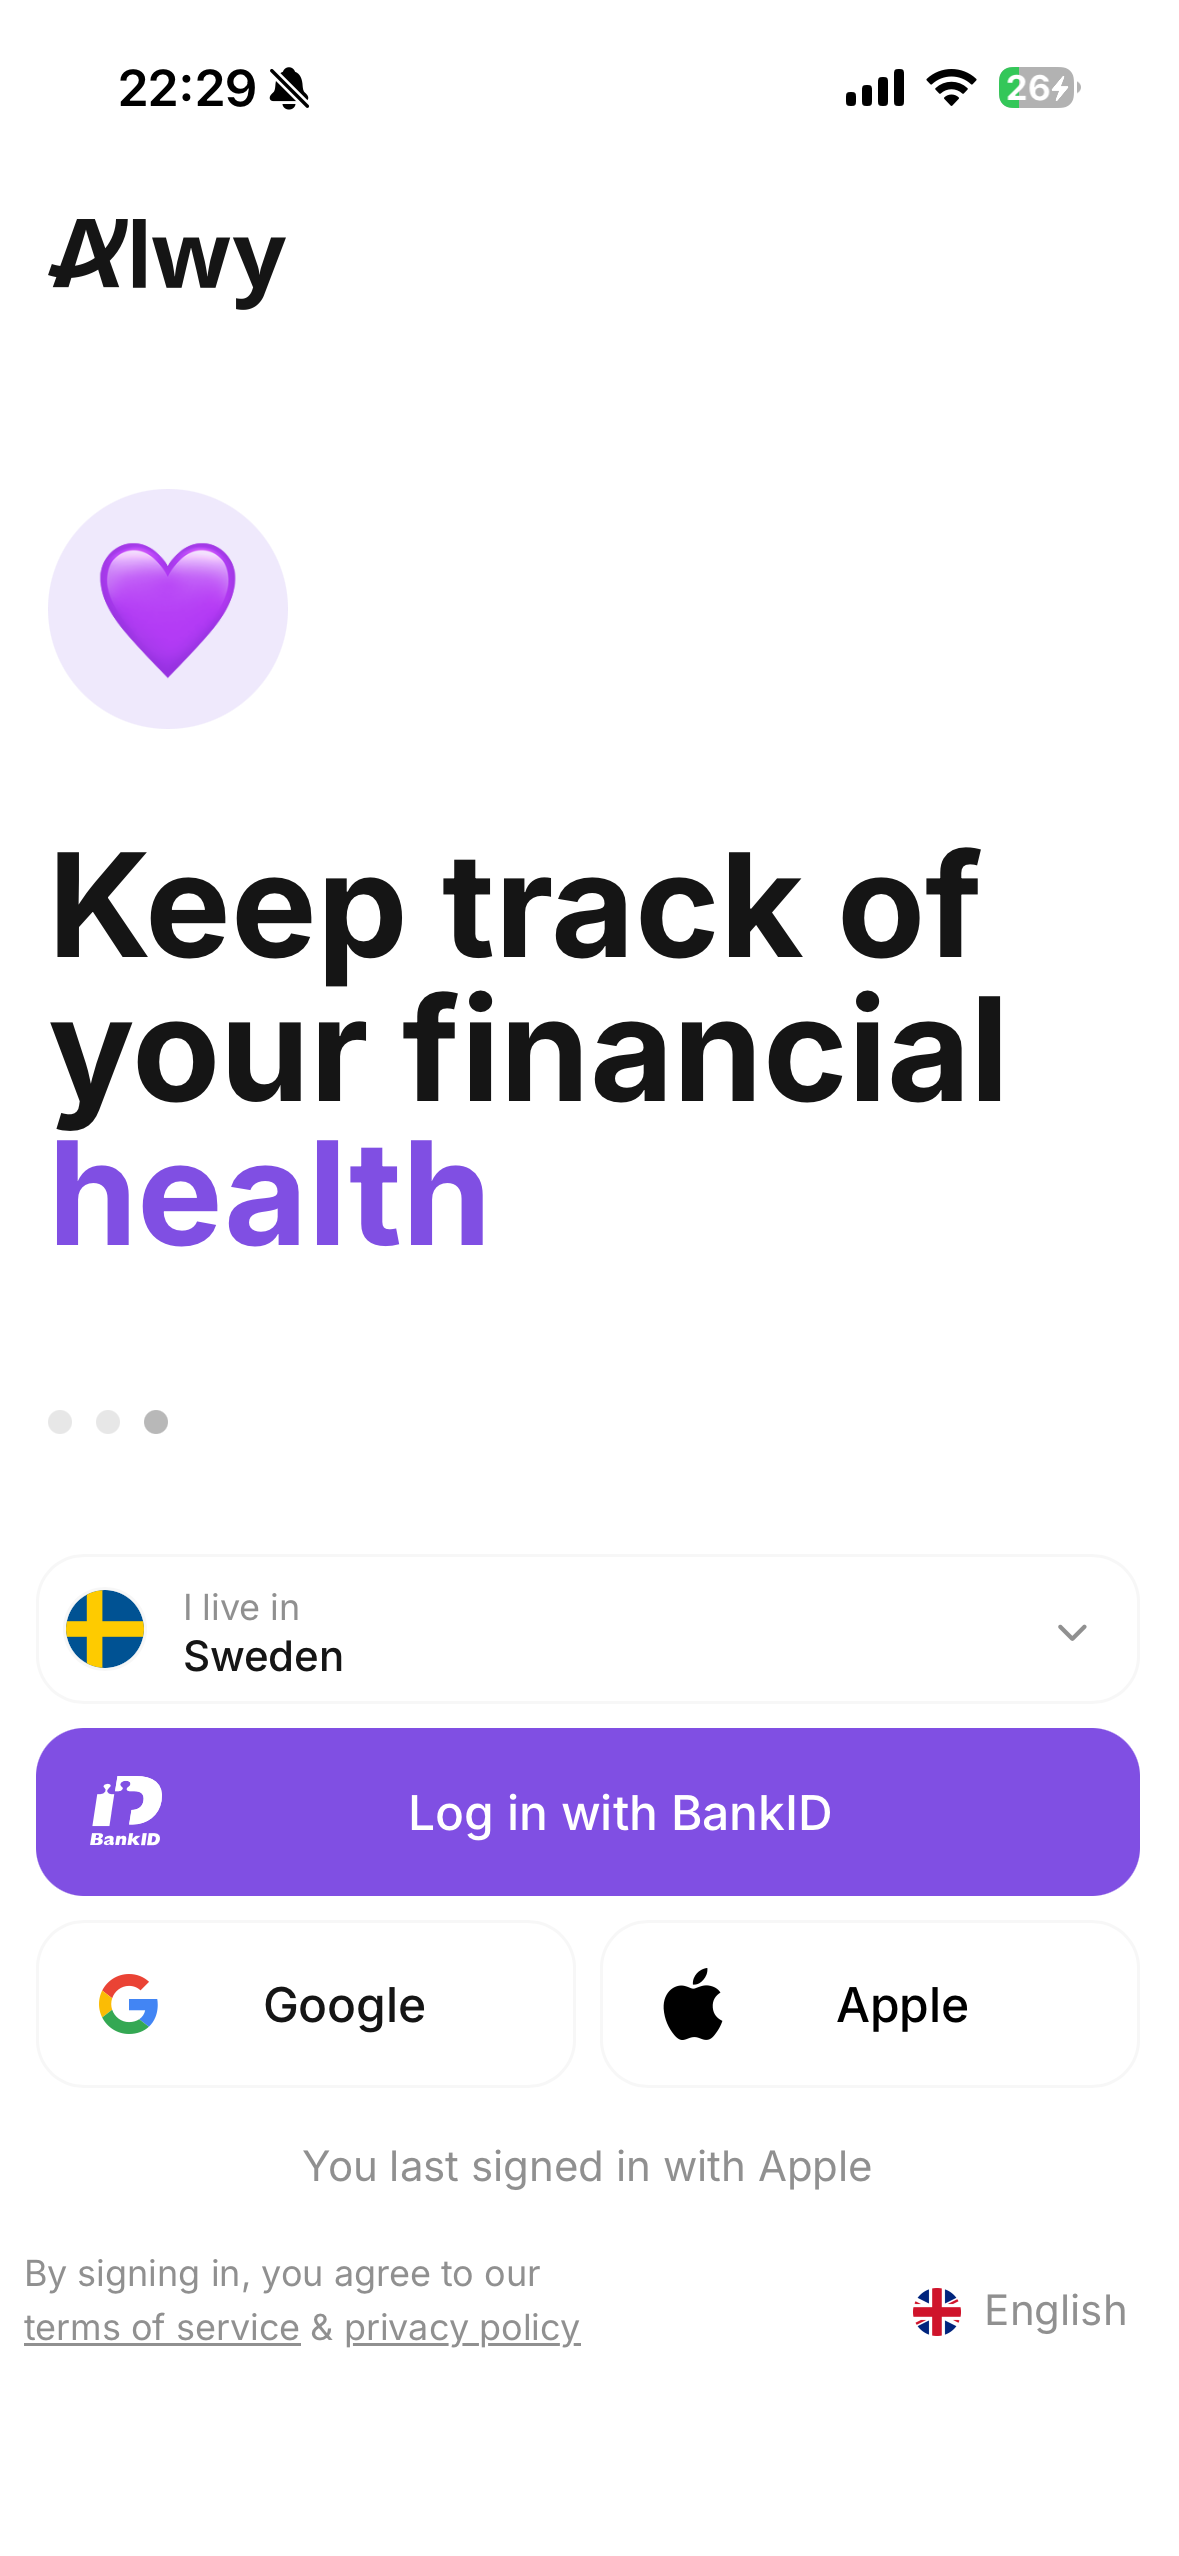 22:29
26
Alwy
Keep track of
your financial
health
I live in
Sweden
BankID
Log in with BankID
Google
Apple
You last signed in with Apple
By signing in, you agree to our
terms of service & privacy policy
English